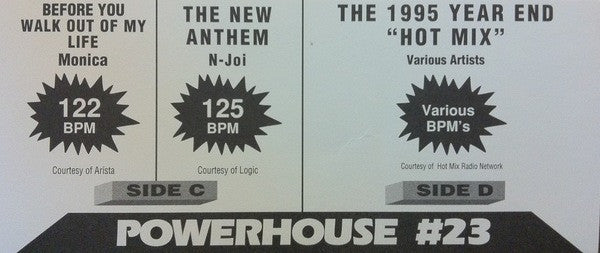 BEFORE YOU
WALK OUT OF MY
LIFE
Monica
122
BPM
Courtesy of Arista
THE NEW
ANTHEM
N-Joi
125
BPM
Courtesy of Logic
SIDE C
THE 1995 YEAR END
“HOT MIX”
Various Artists
Various
BPM's
Courtesy of Hot Mix Radio Network
SIDE D
POWERHOUSE #23